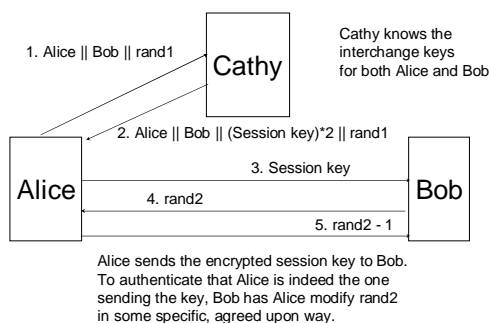 1. Alice || Bob || rand1
Cathy
Cathy knows the
interchange keys
for both Alice and Bob
2. Alice || Bob || (Session key)*2 || rand1
Alice
3. Session key
4. rand2
5. rand2 - 1
Bob
Alice sends the encrypted session key to Bob.
To authenticate that Alice is indeed the one
sending the key, Bob has Alice modify rand2
in some specific, agreed upon way.